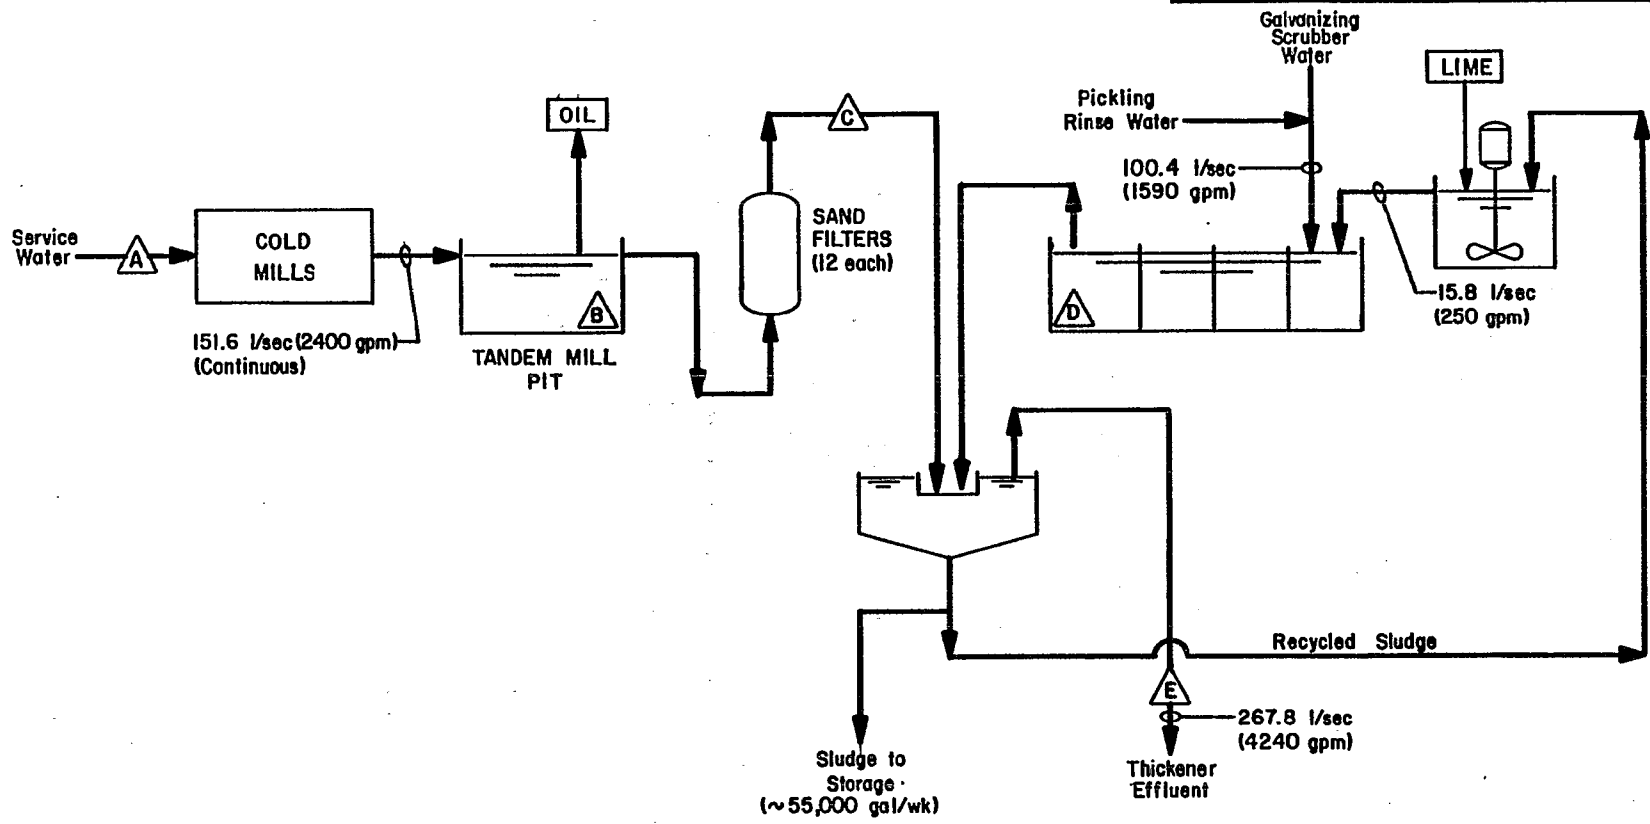 Galvanizing
Scrubber
Water
LIME
Pickling
Rinse Water
OIL
C
100.4 l/sec
(1590 gpm)
SAND
FILTERS
(12 each)
Service
Water
A
COLD
MILLS
B
D
15.8 l/sec
(250 gpm)
151.6 l/sec (2400 gpm)
(Continuous)
TANDEM MILL
PIT
Recycled Sludge
E
267.8 l/sec
(4240 gpm)
Sludge to
Storage
(~55,000 gal/wk)
Thickener
Effluent